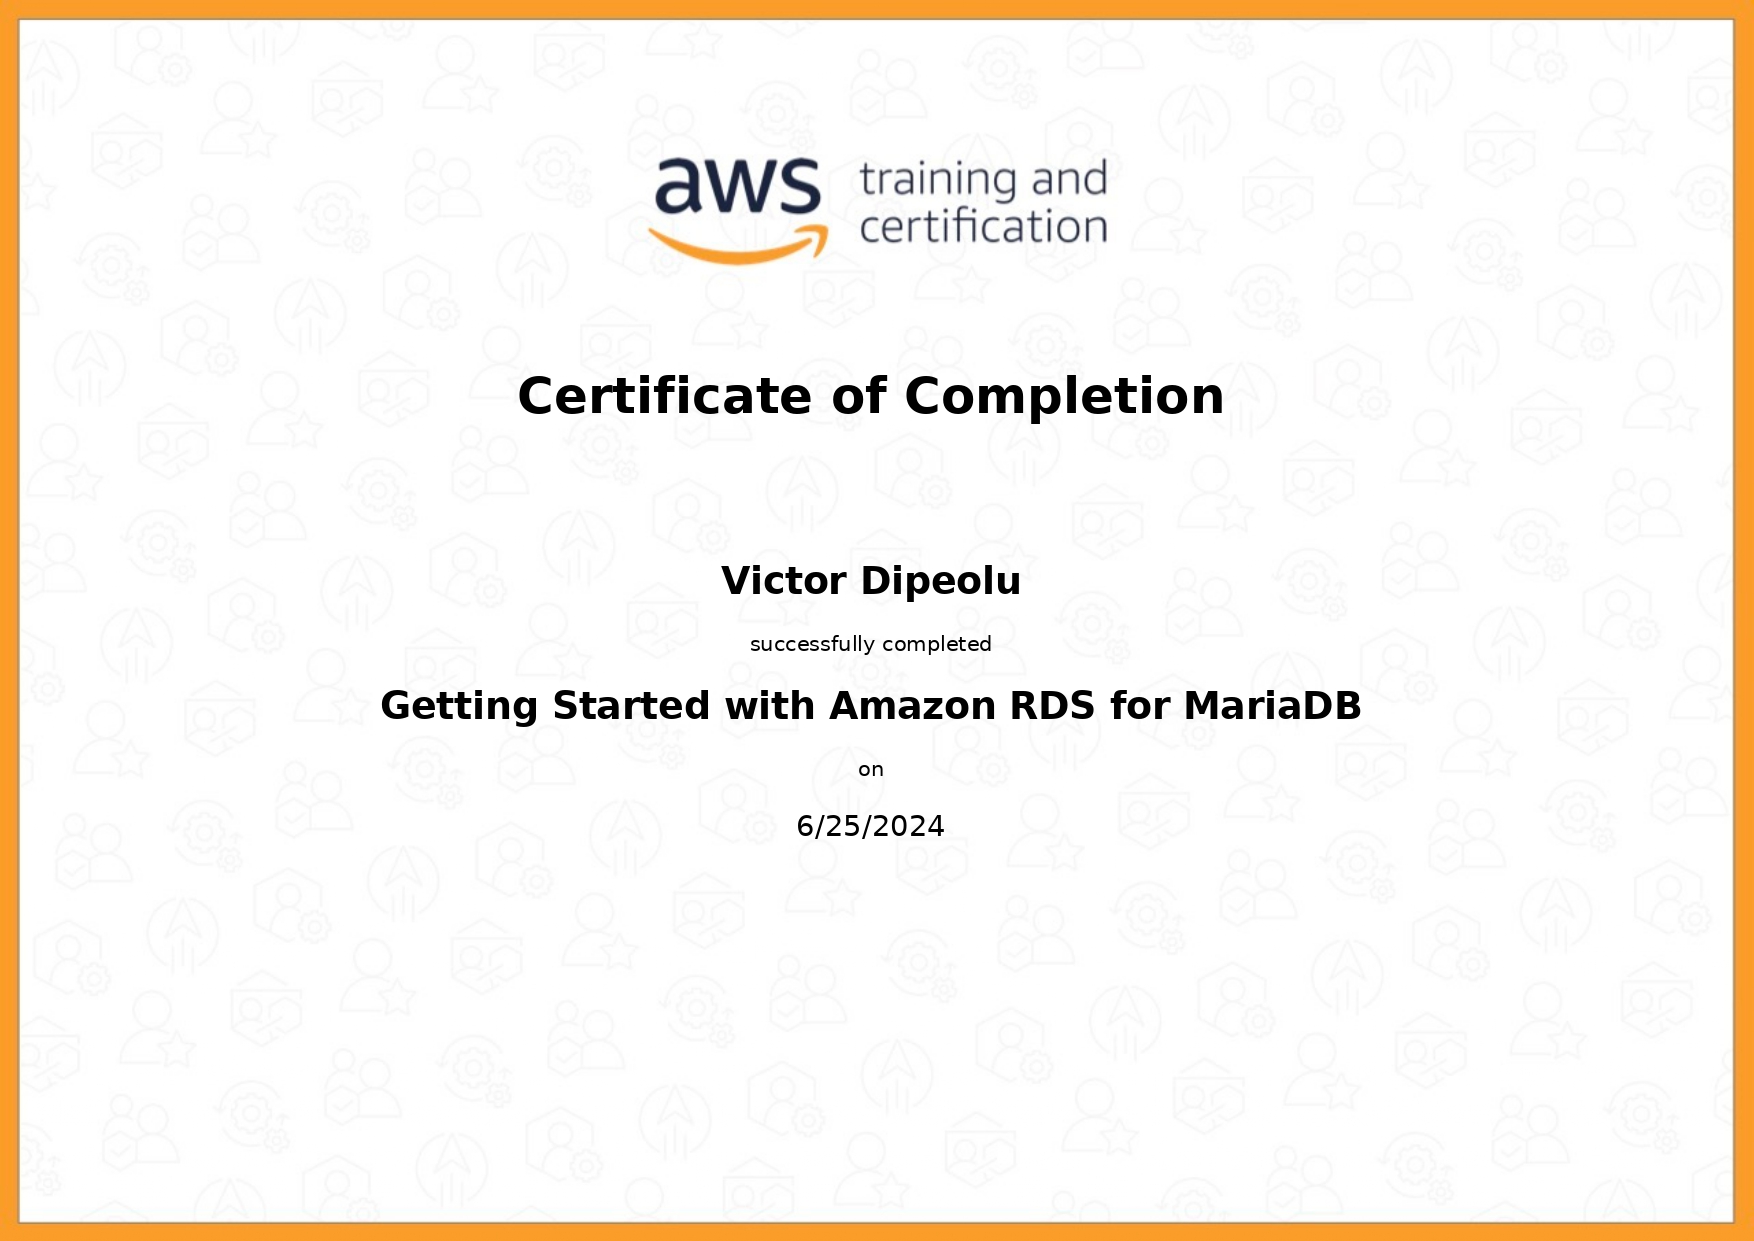 aws training and
certification
Certificate of Completion
Victor Dipeolu
successfully completed
Getting Started with Amazon RDS for MariaDB
on
6/25/2024